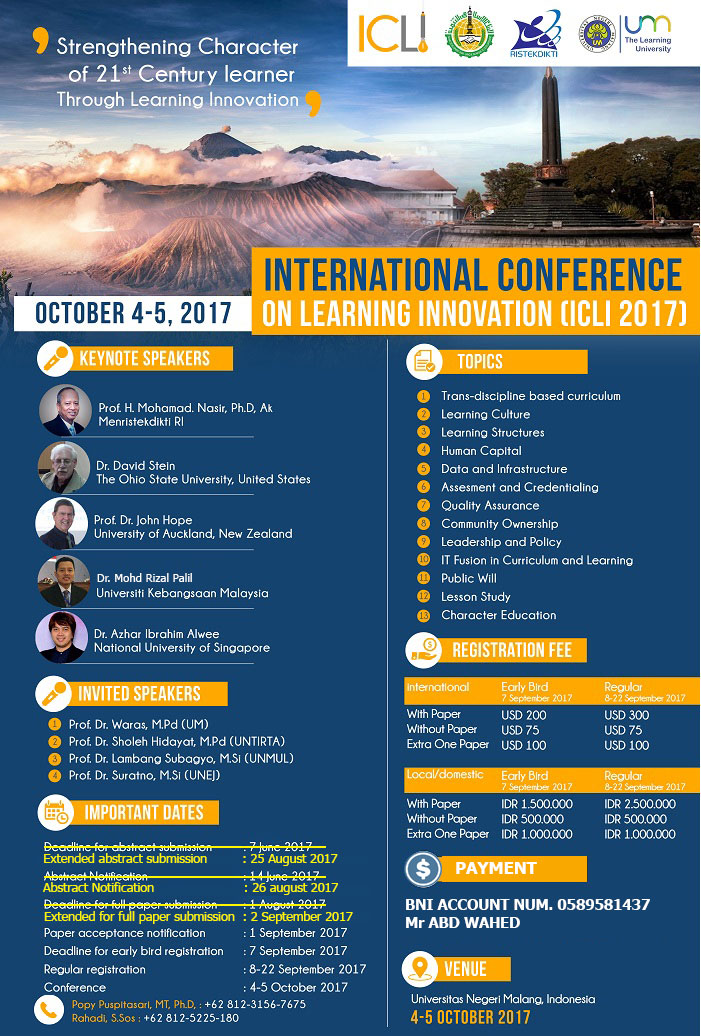 ❜ Strengthening Character
of 21st Century learner
Through Learning Innovation ❜
ICLI
RISTEKDIKTI
um
The Learning
University
INTERNATIONAL CONFERENCE
ON LEARNING INNOVATION (ICLI 2017)
OCTOBER 4-5, 2017
KEYNOTE SPEAKERS
Prof. H. Mohamad. Nasir, Ph.D, Ak
Menristekdikti RI
Dr. David Stein
The Ohio State University, United States
Prof. Dr. John Hope
University of Auckland, New Zealand
Dr. Mohd Rizal Palil
Universiti Kebangsaan Malaysia
Dr. Azhar Ibrahim Alwee
National University of Singapore
INVITED SPEAKERS
1 Prof. Dr. Waras, M.Pd (UM)
2 Prof. Dr. Sholeh Hidayat, M.Pd (UNTIRTA)
3 Prof. Dr. Lambang Subagyo, M.Si (UNMUL)
4 Prof. Dr. Suratno, M.Si (UNEJ)
IMPORTANT DATES
Deadline for abstract submission : 7 June 2017
Extended abstract submission : 25 August 2017
Abstract Notification : 14 June 2017
Abstract Notification : 26 august 2017
Deadline for full paper submission : 1 August 2017
Extended for full paper submission : 2 September 2017
Paper acceptance notification : 1 September 2017
Deadline for early bird registration : 7 September 2017
Regular registration : 8-22 September 2017
Conference : 4-5 October 2017
Popy Puspitasari, MT, Ph.D, : +62 812-3156-7675
Rahadi, S.Sos : +62 812-5225-180
TOPICS
1 Trans-discipline based curriculum
2 Learning Culture
3 Learning Structures
4 Human Capital
5 Data and Infrastructure
6 Assesment and Credentialing
7 Quality Assurance
8 Community Ownership
9 Leadership and Policy
10 IT Fusion in Curriculum and Learning
11 Public Will
12 Lesson Study
13 Character Education
REGISTRATION FEE
International Early Bird Regular
7 September 2017 8-22 September 2017
With Paper USD 200 USD 300
Without Paper USD 75 USD 75
Extra One Paper USD 100 USD 100
Local/domestic Early Bird Regular
7 September 2017 8-22 September 2017
With Paper IDR 1.500.000 IDR 2.500.000
Without Paper IDR 500.000 IDR 500.000
Extra One Paper IDR 1.000.000 IDR 1.000.000
PAYMENT
BNI ACCOUNT NUM. 0589581437
Mr ABD WAHED
VENUE
Universitas Negeri Malang, Indonesia
4-5 OCTOBER 2017